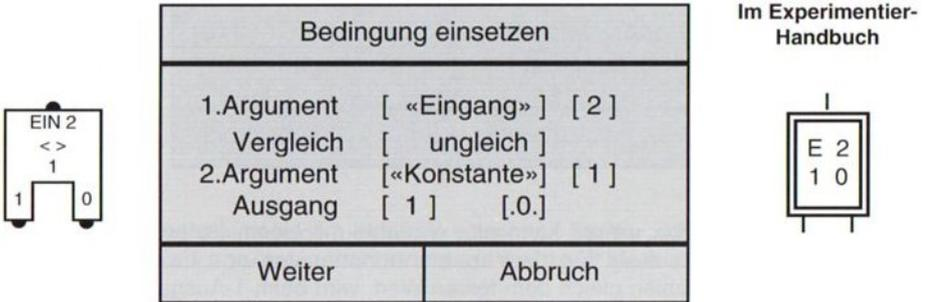 EIN 2
< >
1
1 0
Bedingung einsetzen
1.Argument [ «Eingang» ] [ 2 ]
Vergleich [ ungleich ]
2.Argument [«Konstante»] [ 1 ]
Ausgang [ 1 ] [.0.]
Weiter Abbruch
Im Experimentier-
Handbuch
E 2
1 0